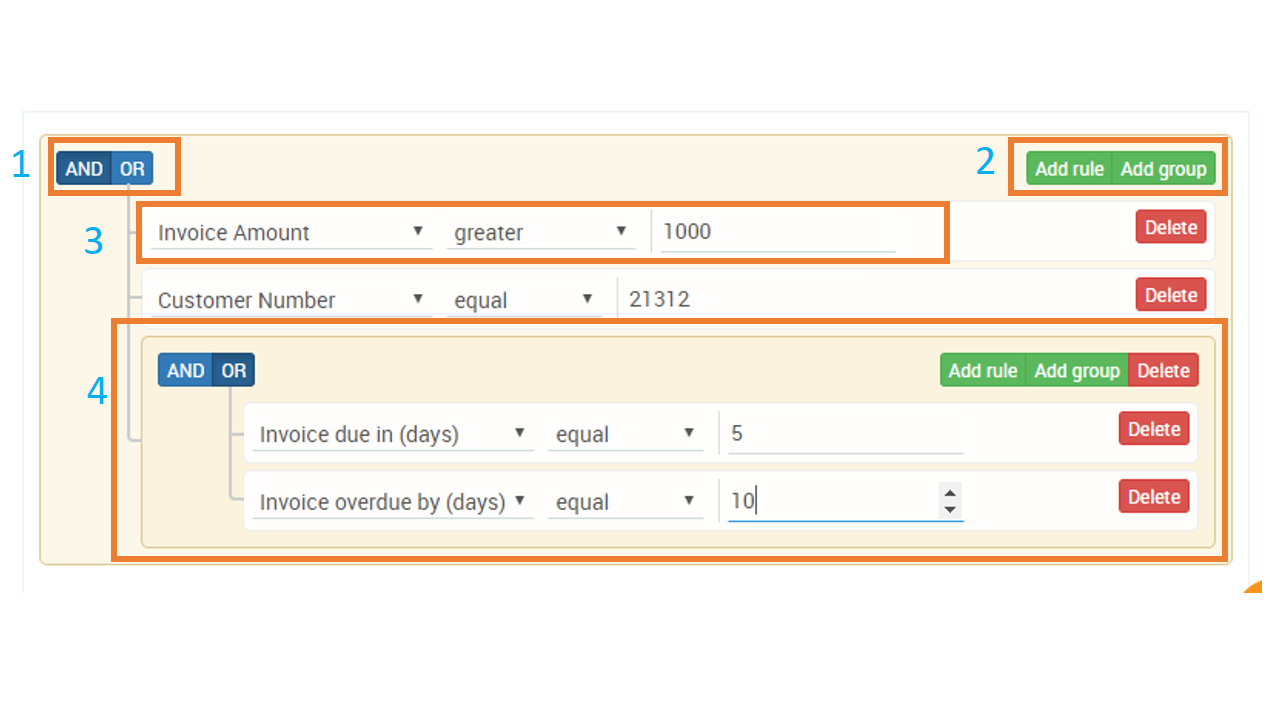 1 AND OR 2 Add rule Add group
3 Invoice Amount greater 1000 Delete
Customer Number equal 21312 Delete
4 AND OR Add rule Add group Delete
Invoice due in (days) equal 5 Delete
Invoice overdue by (days) equal 10 Delete